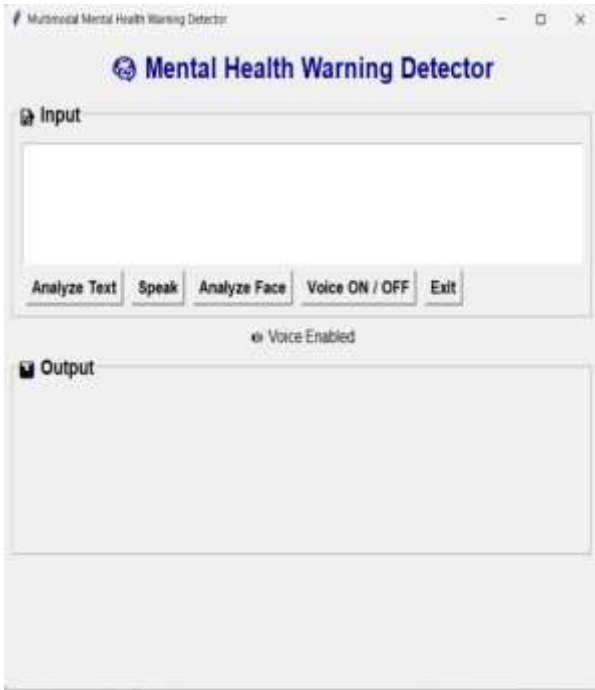 Multimodal Mental Health Warning Detector
Mental Health Warning Detector
Input
Analyze Text Speak Analyze Face Voice ON / OFF Exit
Voice Enabled
Output